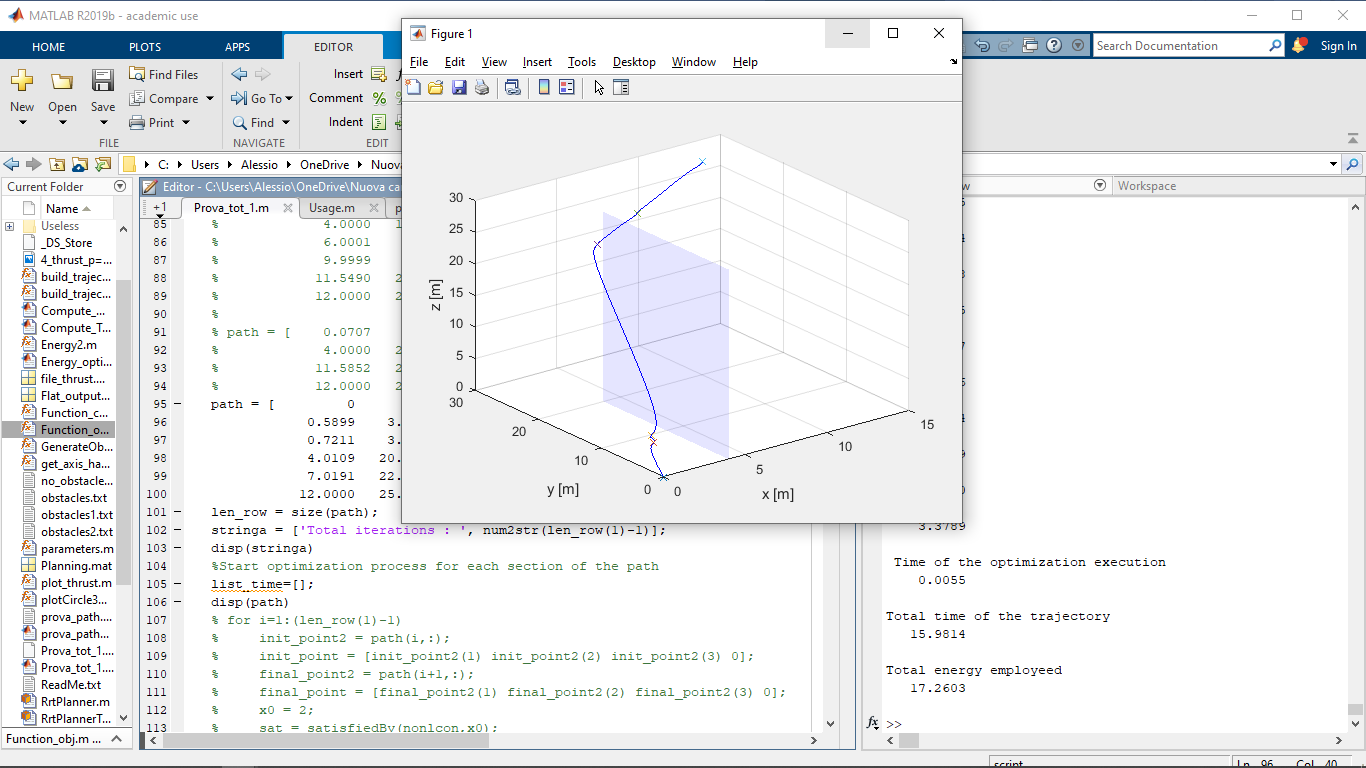 MATLAB R2019b - academic use
HOME PLOTS APPS EDITOR
Search Documentation
Sign In
New Open Save
Find Files
Compare
Print
Go To
Find
Insert
Comment
Indent
FILE NAVIGATE EDIT
C: Users Alessio OneDrive
Current Folder
Name
Useless
_DS_Store
4_thrust_p=...
build_trajec...
build_trajec...
Compute_...
Compute_T...
Energy2.m
Energy_opti...
file_thrust....
Flat_output...
Function_c...
Function_o...
GenerateOb...
get_axis_ha...
no_obstacle...
obstacles.txt
obstacles1.txt
obstacles2.txt
parameters.m
Planning.mat
plot_thrust.m
plotCircle3...
prova_path....
prova_path...
Prova_tot_1....
Prova_tot_1....
ReadMe.txt
RrtPlanner.m
RrtPlannerT...
Function_obj.m ...
Editor - C:\Users\Alessio\OneDrive\Nuova
+1 Prova_tot_1.m Usage.m
85 % 4.0000
86 % 6.0001
87 % 9.9999
88 % 11.5490
89 % 12.0000
90 %
91 % path = [ 0.0707
92 % 4.0000
93 % 11.5852
94 % 12.0000
95 path = [ 0
96 0.5899 3.
97 0.7211 3.
98 4.0109 20.
99 7.0191 22.
100 12.0000 25.
101 len_row = size(path);
102 stringa = ['Total iterations : ', num2str(len_row(1)-1)];
103 disp(stringa)
104 %Start optimization process for each section of the path
105 list_time=[];
106 disp(path)
107 % for i=1:(len_row(1)-1)
108 % init_point2 = path(i,:);
109 % init_point = [init_point2(1) init_point2(2) init_point2(3) 0];
110 % final_point2 = path(i+1,:);
111 % final_point = [final_point2(1) final_point2(2) final_point2(3) 0];
112 % x0 = 2;
113 % sat = satisfiedBy(nonlcon,x0);
Figure 1
File Edit View Insert Tools Desktop Window Help
30
25
20
15
10
5
0
z [m]
30
20
10
0
y [m]
0
5
10
15
x [m]
Workspace
3.3789
Time of the optimization execution
0.0055
Total time of the trajectory
15.9814
Total energy employeed
17.2603
fx >>
script
Ln 96 Col 40